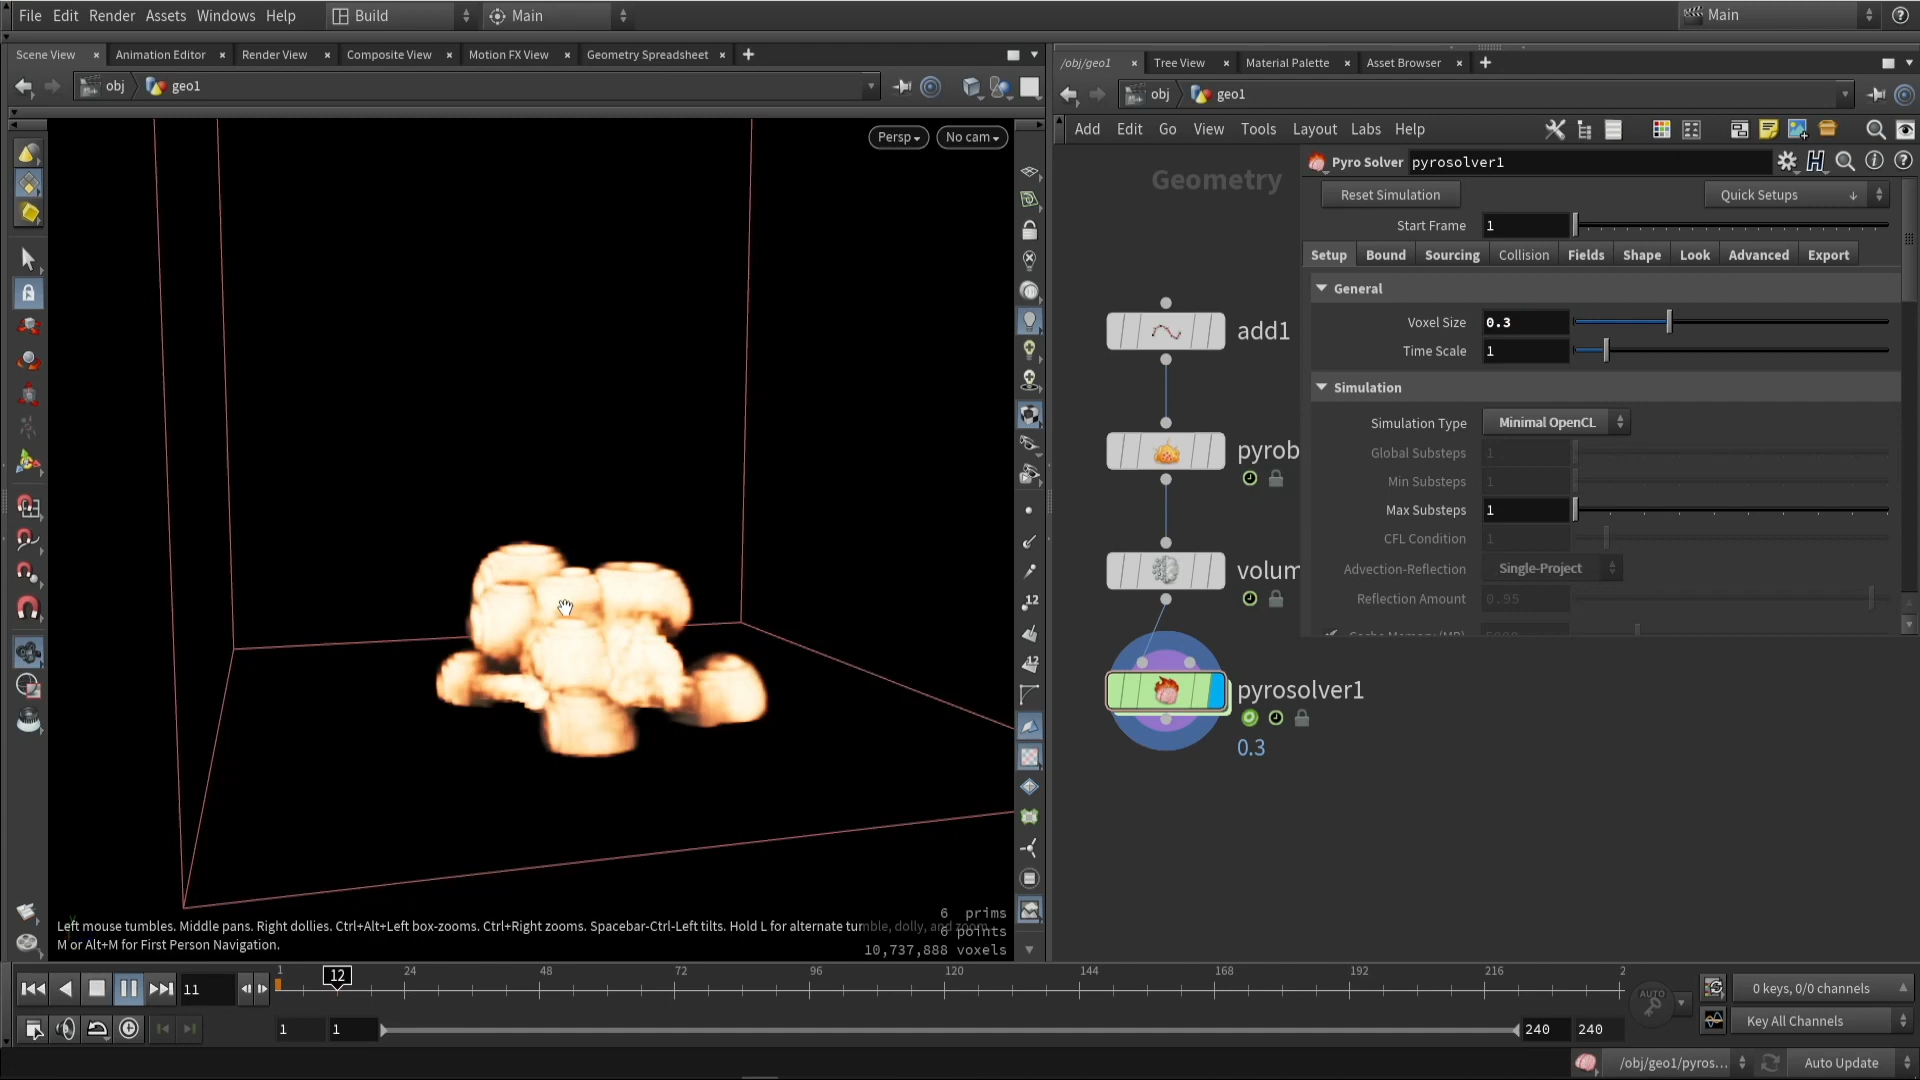 File Edit Render Assets Windows Help Build Main Main
Scene View Animation Editor Render View Composite View Motion FX View Geometry Spreadsheet
obj geo1
Persp No cam
Left mouse tumbles. Middle pans. Right dollies. Ctrl+Alt+Left box-zooms. Ctrl+Right zooms. Spacebar-Ctrl-Left tilts. Hold L for alternate tumble, dolly, and zoom.
M or Alt+M for First Person Navigation.
6 prims
6 points
10,737,888 voxels
12
12
/obj/geo1 Tree View Material Palette Asset Browser
obj geo1
Add Edit Go View Tools Layout Labs Help
Geometry
add1
pyrob
volum
pyrosolver1
0.3
Pyro Solver pyrosolver1
Reset Simulation Quick Setups
Start Frame 1
Setup Bound Sourcing Collision Fields Shape Look Advanced Export
General
Voxel Size 0.3
Time Scale 1
Simulation
Simulation Type Minimal OpenCL
Global Substeps 1
Min Substeps 1
Max Substeps 1
CFL Condition 1
Advection-Reflection Single-Project
Reflection Amount 0.95
11
1 12 24 48 72 96 120 144 168 192 216 2
1 1 240 240
AUTO
0 keys, 0/0 channels
Key All Channels
/obj/geo1/pyros... Auto Update